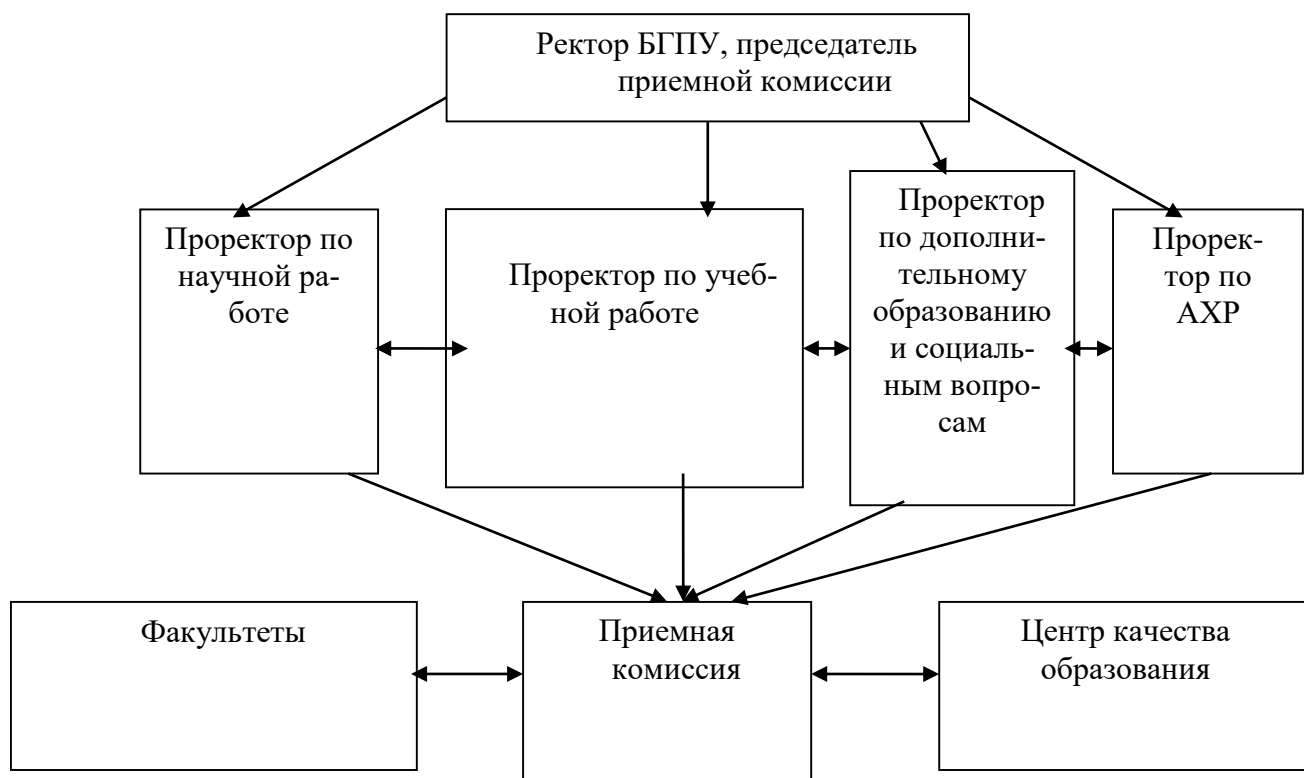 Ректор БГПУ, председатель
приемной комиссии
Проректор по
научной ра-
боте
Проректор по учеб-
ной работе
Проректор
по дополни-
тельному
образованию
и социаль-
ным вопро-
сам
Прорек-
тор по
АХР
Факультеты
Приемная
комиссия
Центр качества
образования